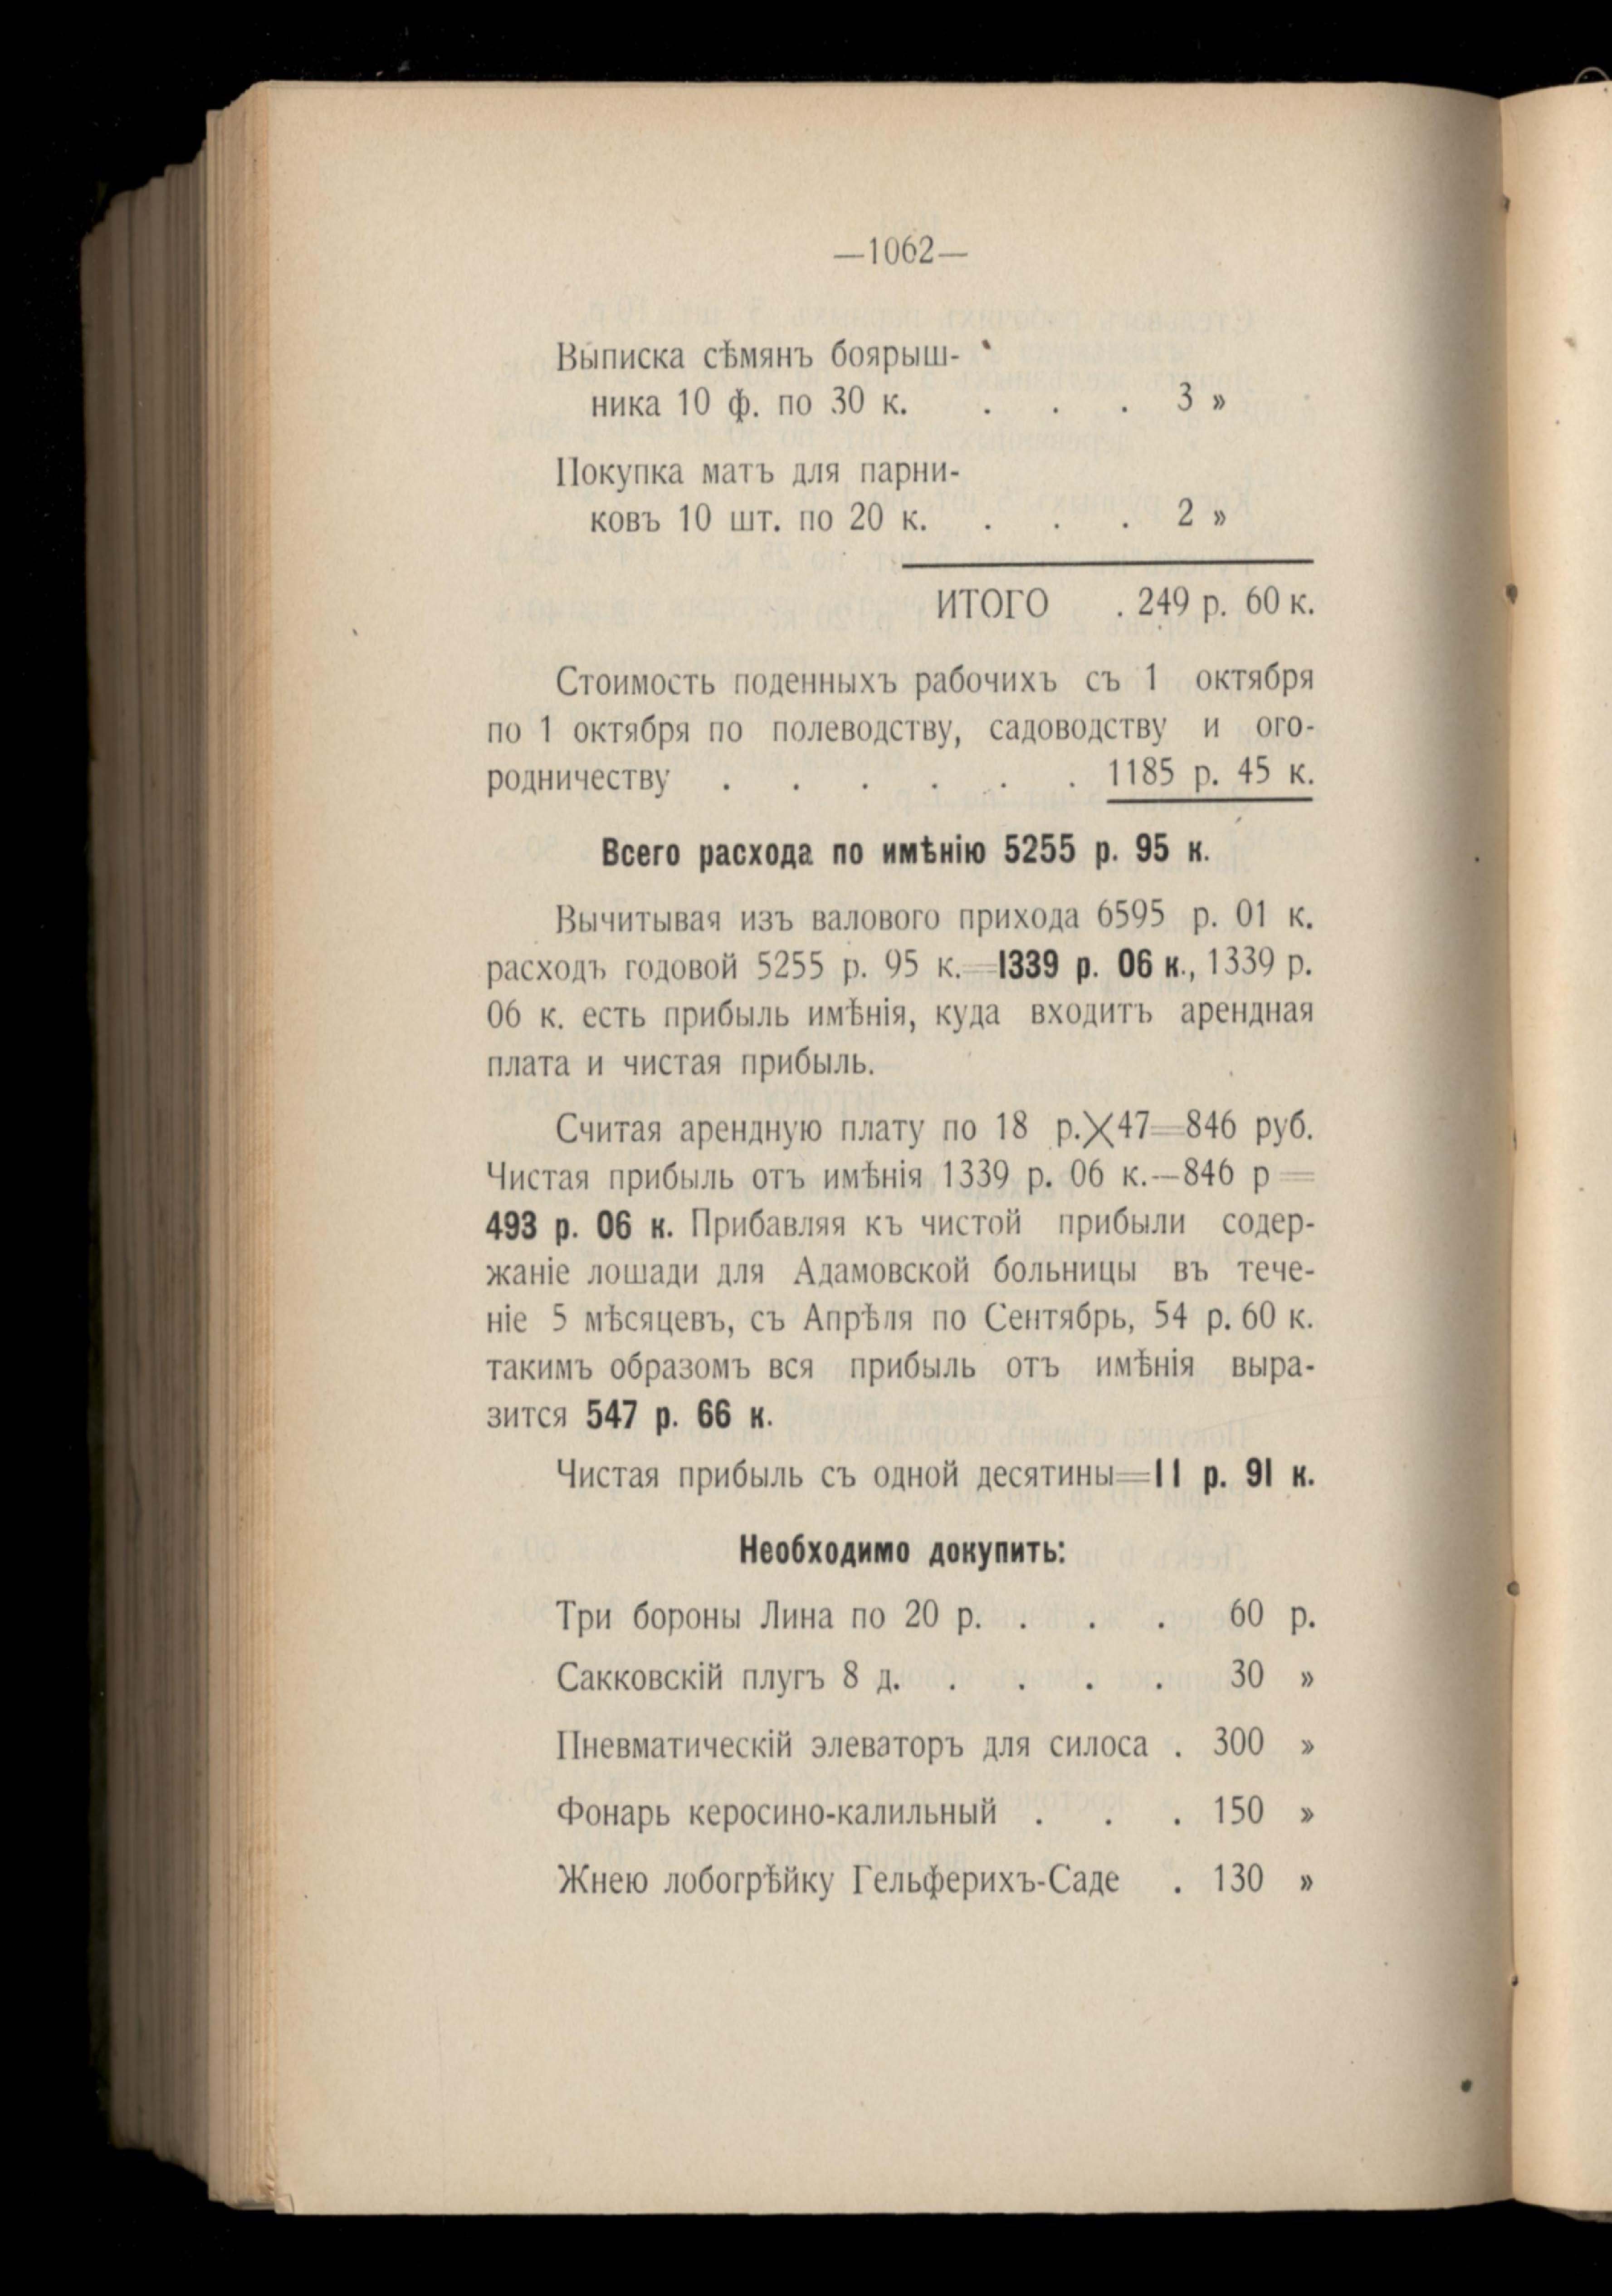 —1062—
Выписка сѣмянъ боярыш-
ника 10 ф. по 30 к. . . . 3 »
Покупка матъ для парни-
ковъ 10 шт. по 20 к. . . . 2 »
ИТОГО . 249 р. 60 к.
Стоимость поденныхъ рабочихъ съ 1 октября
по 1 октября по полеводству, садоводству и ого-
родничеству . . . . . . 1185 р. 45 к.
Всего расхода по имѣнію 5255 р. 95 к.
Вычитывая изъ валового прихода 6595 р. 01 к.
расходъ годовой 5255 р. 95 к.=1339 р. 06 к., 1339 р.
06 к. есть прибыль имѣнія, куда входитъ арендная
плата и чистая прибыль.
Считая арендную плату по 18 р.×47=846 руб.
Чистая прибыль отъ имѣнія 1339 р. 06 к.—846 р =
493 р. 06 к. Прибавляя къ чистой прибыли содер-
жаніе лошади для Адамовской больницы въ тече-
ніе 5 мѣсяцевъ, съ Апрѣля по Сентябрь, 54 р. 60 к.
такимъ образомъ вся прибыль отъ имѣнія выра-
зится 547 р. 66 к.
Чистая прибыль съ одной десятины=11 р. 91 к.
Необходимо докупить:
Три бороны Лина по 20 р. . . . 60 р.
Сакковскій плугъ 8 д. . . . . 30 »
Пневматическій элеваторъ для силоса . 300 »
Фонарь керосино-калильный . . . 150 »
Жнею лобогрѣйку Гельферихъ-Саде . 130 »